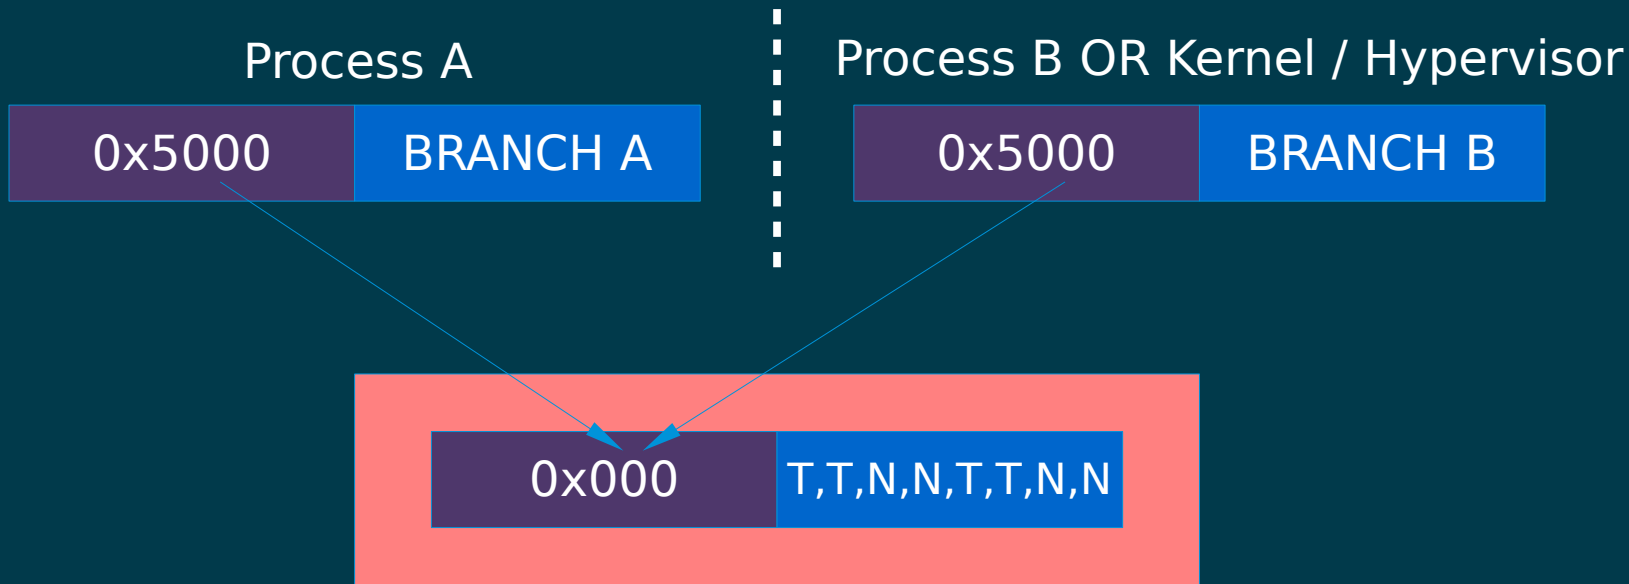 Process A
Process B OR Kernel / Hypervisor
0x5000
BRANCH A
0x5000
BRANCH B
0x000
T,T,N,N,T,T,N,N